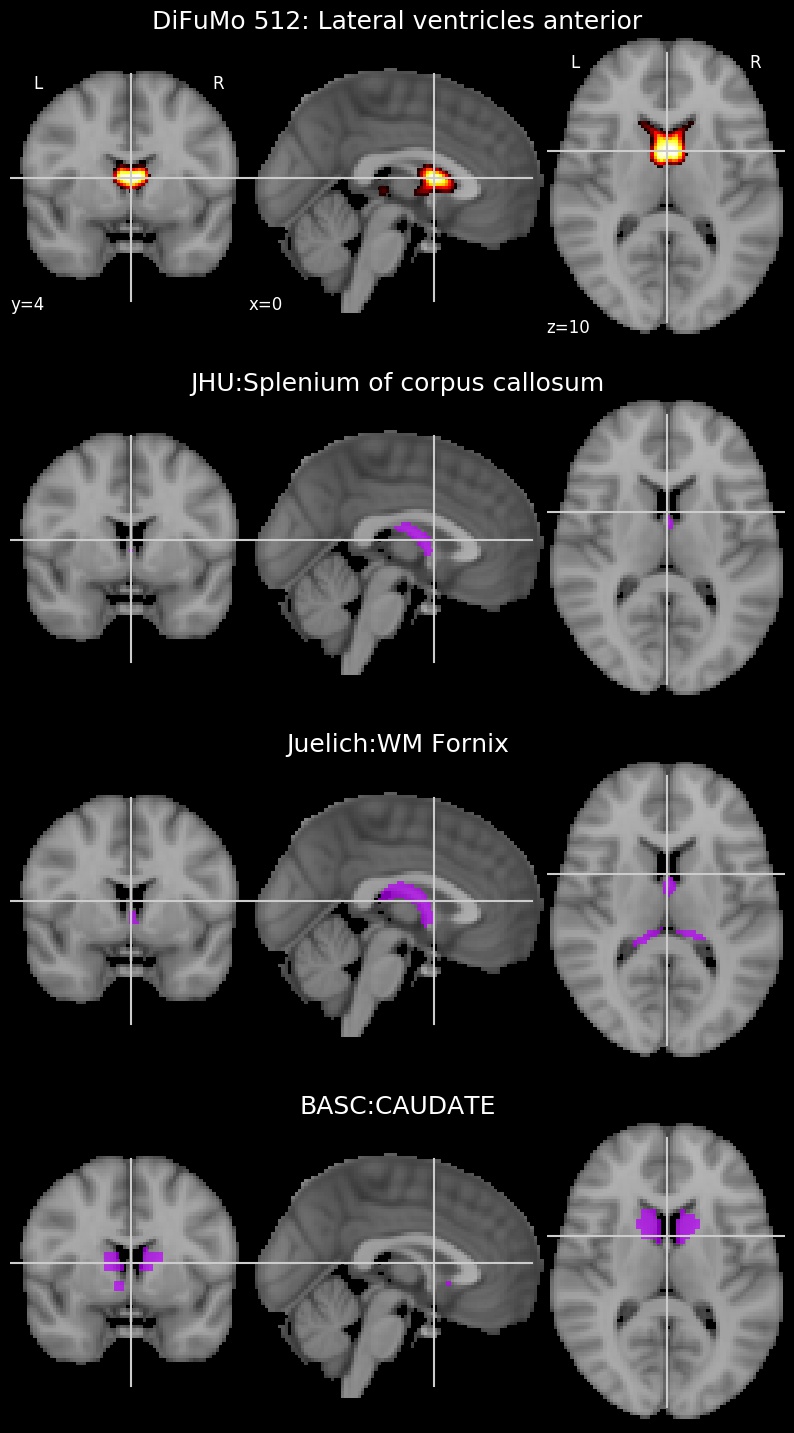 DiFuMo 512: Lateral ventricles anterior
L R L R
y=4 x=0 z=10
JHU:Splenium of corpus callosum
Juelich:WM Fornix
BASC:CAUDATE